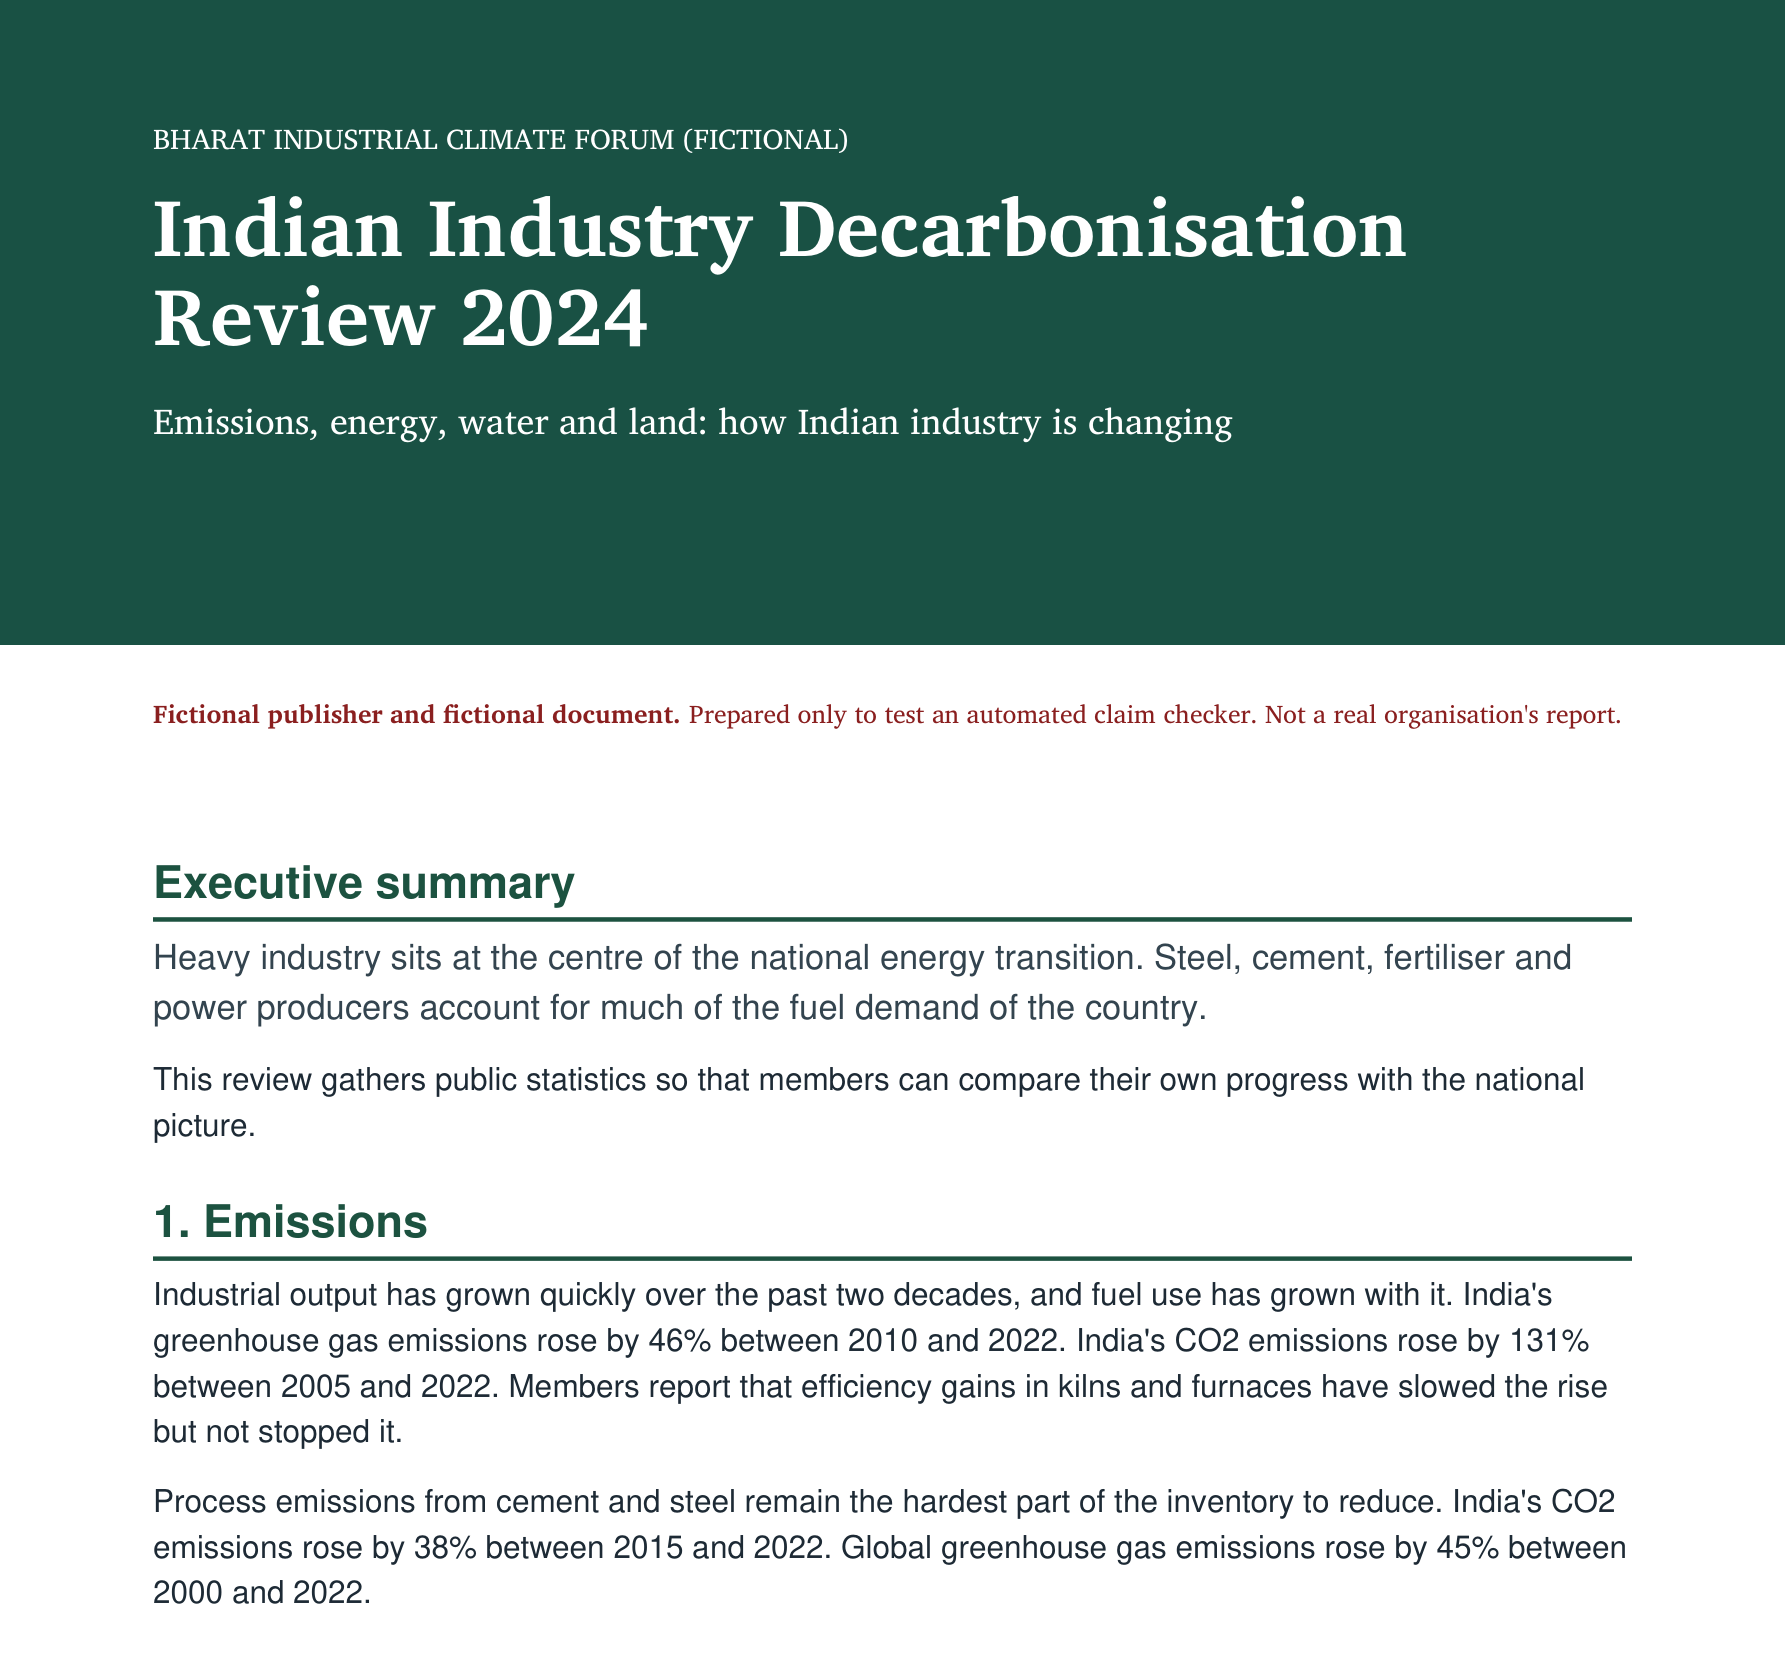 BHARAT INDUSTRIAL CLIMATE FORUM (FICTIONAL)
Indian Industry Decarbonisation
Review 2024
Emissions, energy, water and land: how Indian industry is changing
Fictional publisher and fictional document. Prepared only to test an automated claim checker. Not a real organisation's report.
Executive summary
Heavy industry sits at the centre of the national energy transition. Steel, cement, fertiliser and
power producers account for much of the fuel demand of the country.
This review gathers public statistics so that members can compare their own progress with the national
picture.
1. Emissions
Industrial output has grown quickly over the past two decades, and fuel use has grown with it. India's
greenhouse gas emissions rose by 46% between 2010 and 2022. India's CO2 emissions rose by 131%
between 2005 and 2022. Members report that efficiency gains in kilns and furnaces have slowed the rise
but not stopped it.
Process emissions from cement and steel remain the hardest part of the inventory to reduce. India's CO2
emissions rose by 38% between 2015 and 2022. Global greenhouse gas emissions rose by 45% between
2000 and 2022.